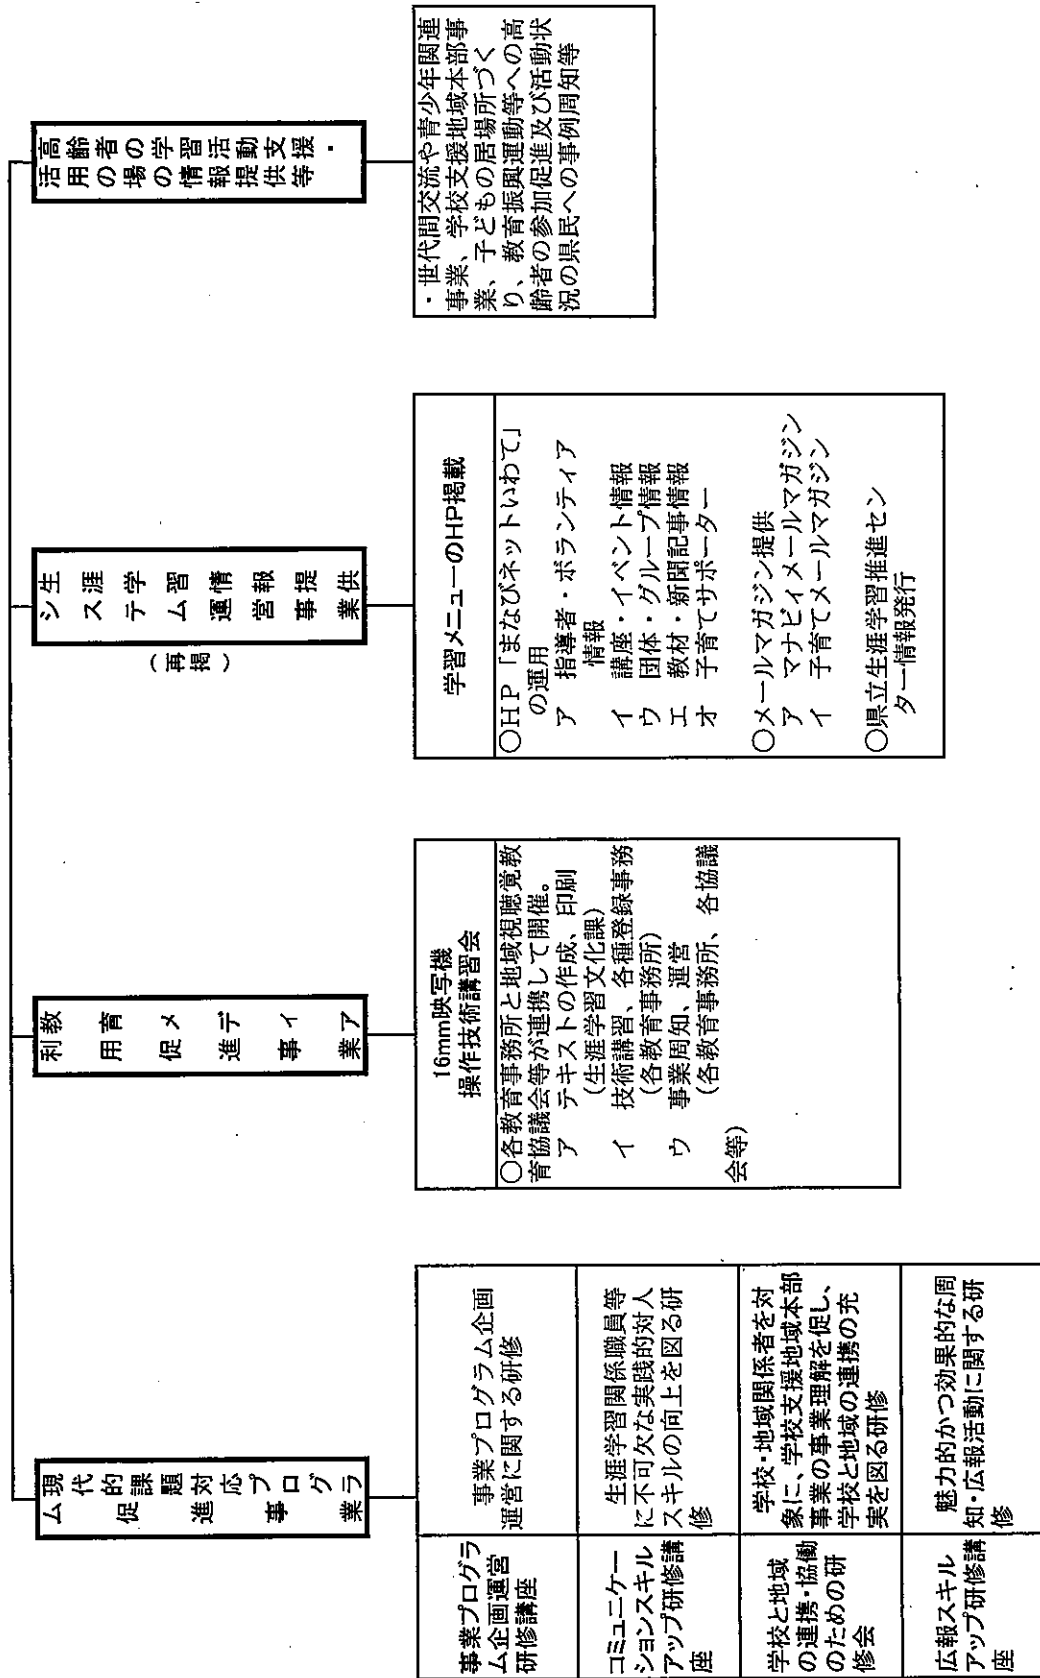 現代的課題対応プログラ
ム促進事業
事業プログラ
ム企画運営
研修講座
事業プログラム企画
運営に関する研修
コミュニケー
ションスキル
アップ研修講
座
生涯学習関係職員等
に不可欠な実践的対人
スキルの向上を図る研
修
学校と地域
の連携・協働
のための研
修会
学校・地域関係者を対
象に、学校支援地域本部
事業の事業理解を促し、
学校と地域の連携の充
実を図る研修
広報スキル
アップ研修講
座
魅力的かつ効果的な周
知・広報活動に関する研
修
教育メディア
利用促進事業
16mm映写機
操作技術講習会
○各教育事務所と地域視聴覚教
育協議会等が連携して開催。
ア　テキストの作成、印刷
（生涯学習文化課）
イ　技術講習、各種登録事務
（各教育事務所）
ウ　事業周知、運営
（各教育事務所、各協議
会等）
生涯学習情報提供
システム運営事業
（再掲）
学習メニューのHP掲載
○HP「まなびネットいわて」
の運用
ア　指導者・ボランティア
情報
イ　講座・イベント情報
ウ　団体・グループ情報
エ　教材・新聞記事情報
オ　子育てサポーター
○メールマガジン提供
ア　マナビィメールマガジン
イ　子育てメールマガジン
○県立生涯学習推進セン
ター情報発行
高齢者の学習活動支援・
活用の場の情報提供等
・世代間交流や青少年関連
事業、学校支援地域本部事
業、子どもの居場所づく
り、教育振興運動等への高
齢者の参加促進及び活動状
況の県民への事例周知等